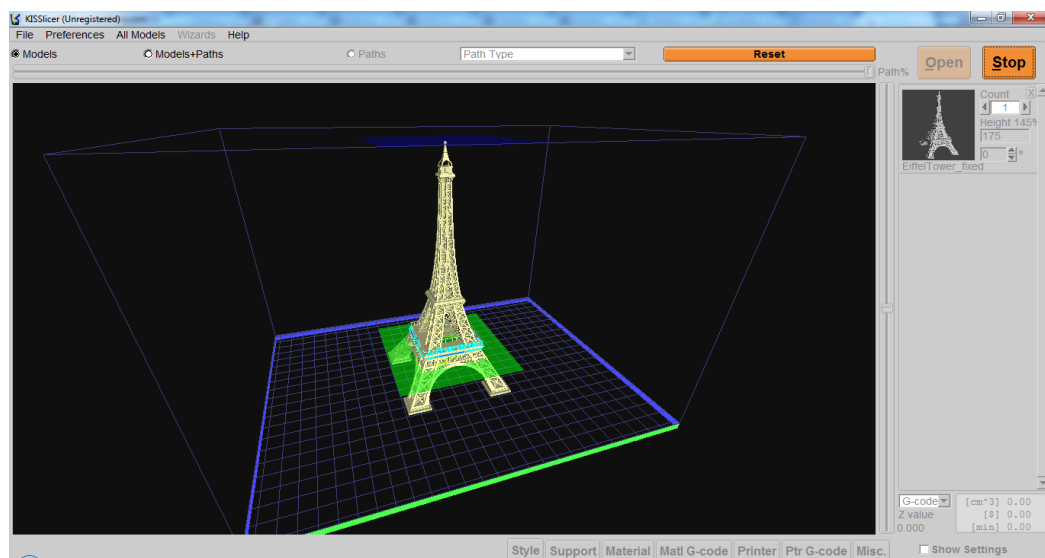 KISSlicer (Unregistered)
File Preferences All Models Wizards Help
Models Models+Paths Paths Path Type Reset
Path%
Open Stop
Count X
1
Height 145%
175
0 °
EiffelTower_fixed
G-code [cm^3] 0.00
Z value [$] 0.00
0.000 [min] 0.00
Style Support Material Matl G-code Printer Ptr G-code Misc. Show Settings